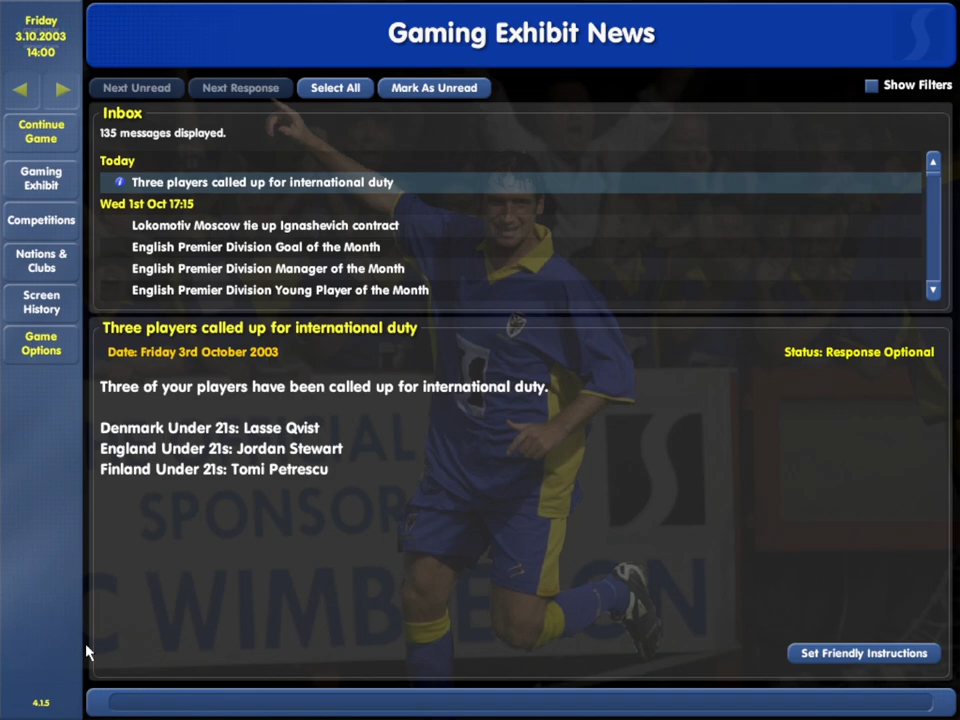 Friday
3.10.2003
14:00
Gaming Exhibit News
Next Unread
Next Response
Select All
Mark As Unread
Show Filters
Continue
Game
Gaming
Exhibit
Competitions
Nations &
Clubs
Screen
History
Game
Options
Inbox
135 messages displayed.
Today
Three players called up for international duty
Wed 1st Oct 17:15
Lokomotiv Moscow tie up Ignashevich contract
English Premier Division Goal of the Month
English Premier Division Manager of the Month
English Premier Division Young Player of the Month
Three players called up for international duty
Date: Friday 3rd October 2003
Status: Response Optional
Three of your players have been called up for international duty.
Denmark Under 21s: Lasse Qvist
England Under 21s: Jordan Stewart
Finland Under 21s: Tomi Petrescu
OFFICIAL
SPONSOR
C WIMBLEDON
Set Friendly Instructions
4.1.5